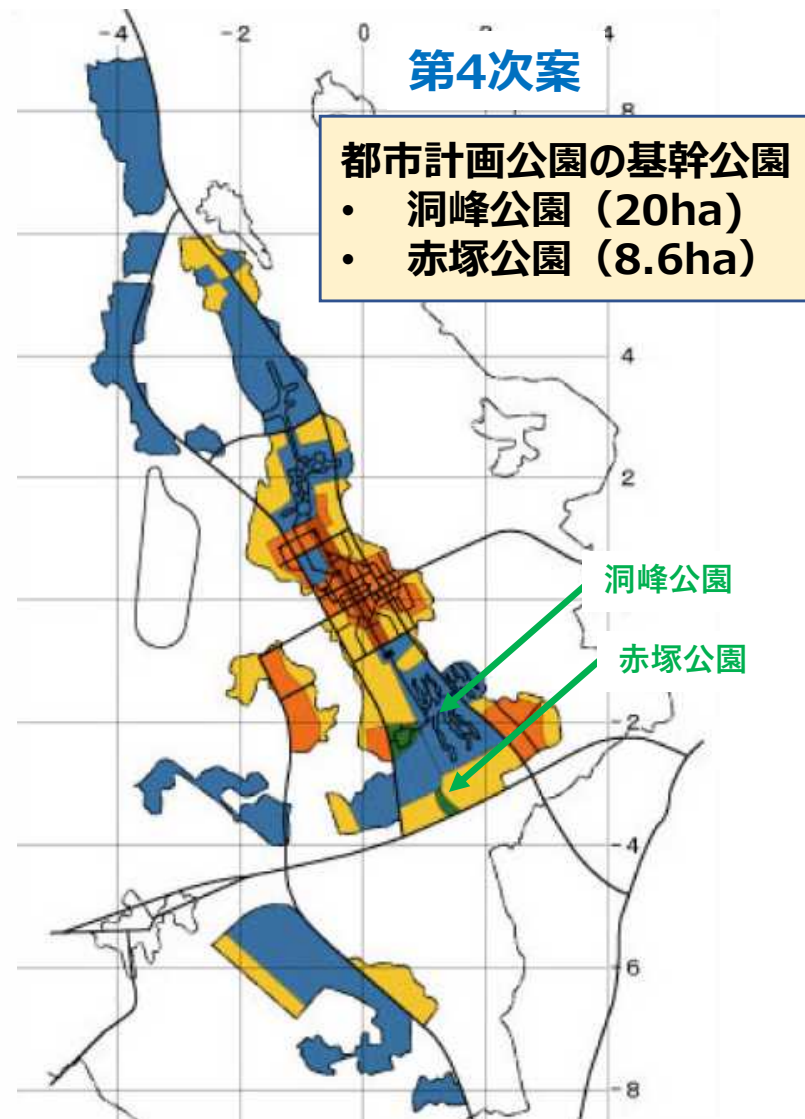 -4 -2 0 2 4
第4次案
8
都市計画公園の基幹公園
• 洞峰公園（20ha)
• 赤塚公園（8.6ha）
4
2
洞峰公園
赤塚公園
-2
-4
-6
-8